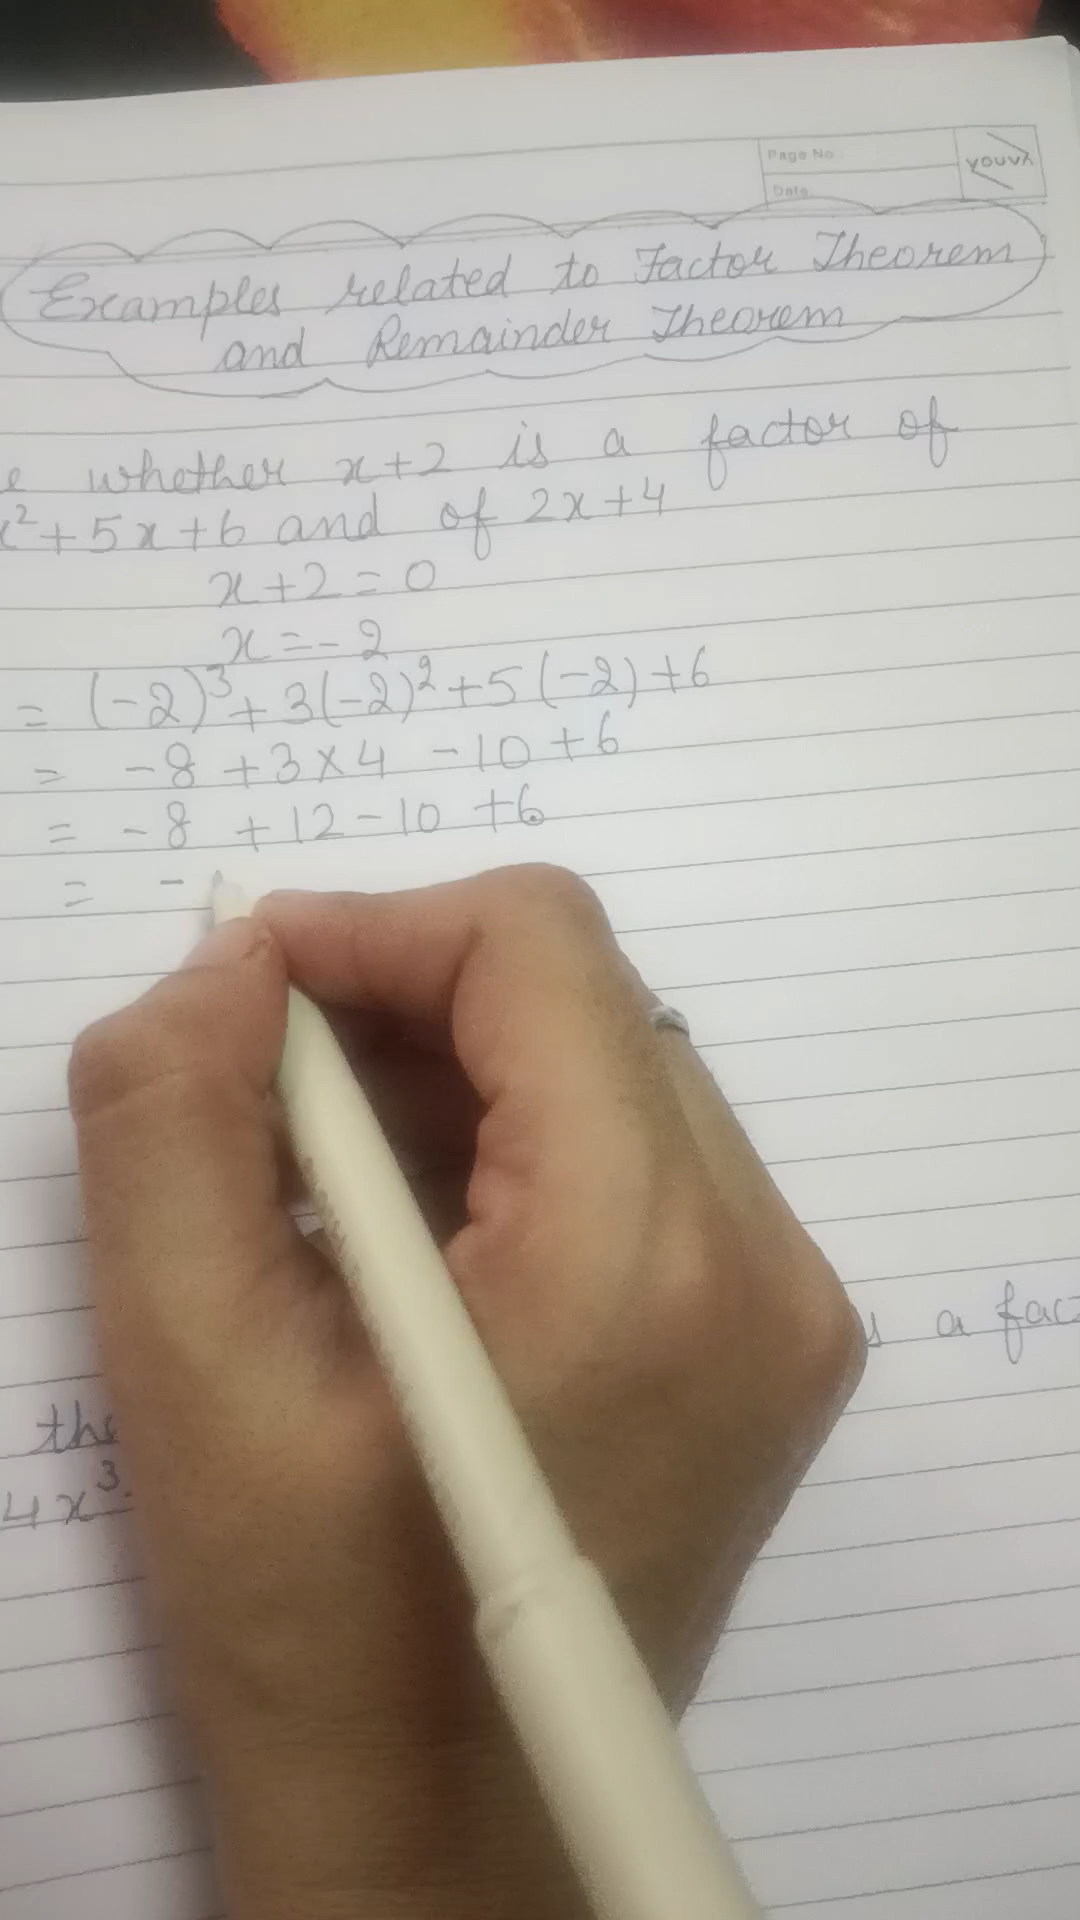 Page No.
Date
YOUVA
Examples related to Factor Theorem
and Remainder Theorem
whether x+2 is a factor of
x²+5x+6 and of 2x+4
x+2=0
x=-2
= (-2)³+3(-2)²+5(-2)+6
= -8 +3×4 -10+6
= -8 +12-10 +6
= -
a fac
the
4x³